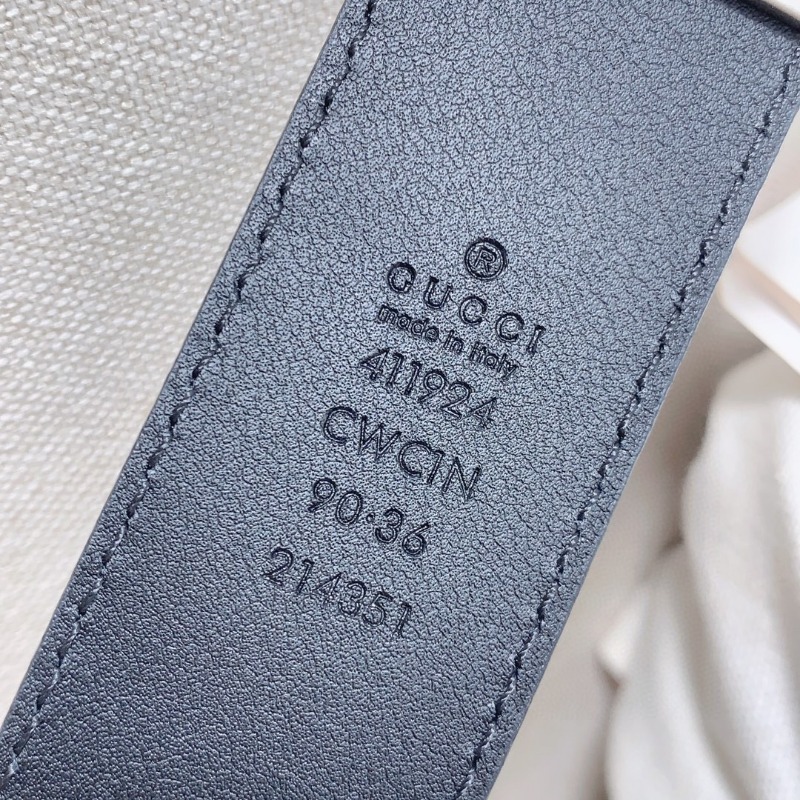 ®
GUCCI
made in italy
411924
CWC1N
90·36
214351